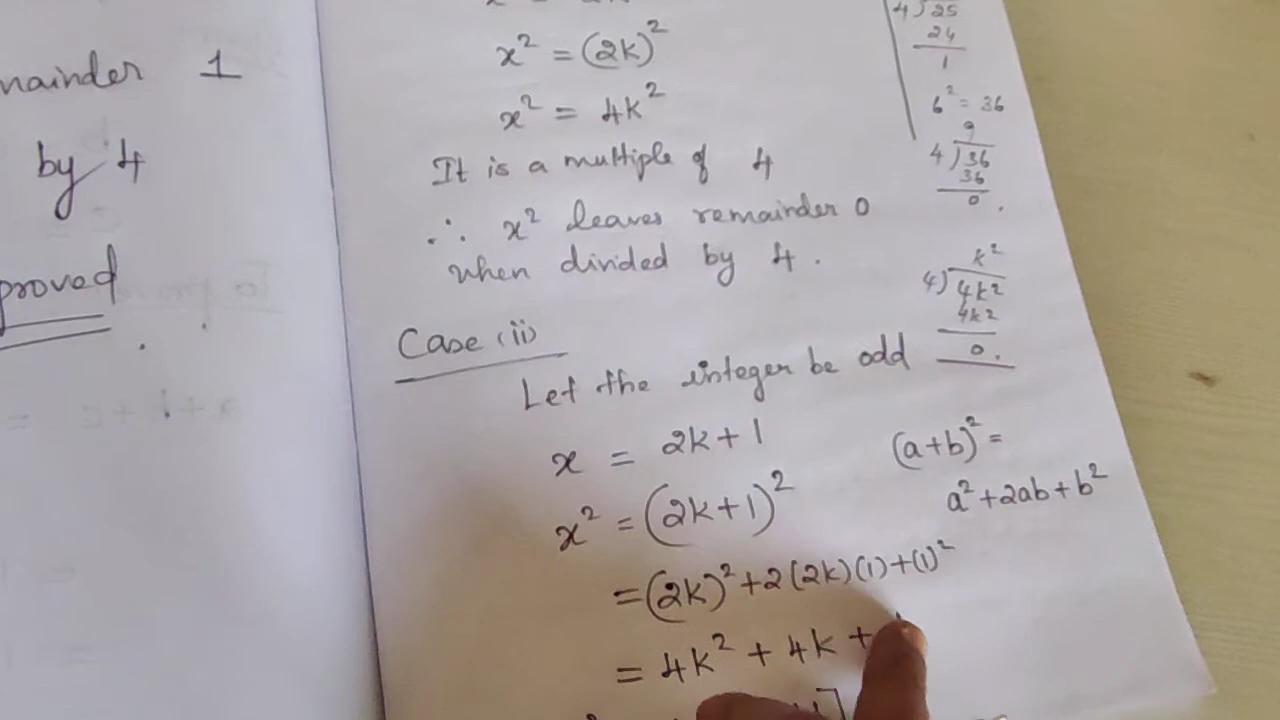 mainder 1
by 4
proved
x² = (2k)²
x² = 4k²
It is a multiple of 4
∴ x² leaves remainder 0
when divided by 4.
4)25
24
1
6² = 36
9
4)36
36
0.
k²
4)4k²
4k²
0.
Case (ii)
Let the integer be odd
x = 2k+1
x² = (2k+1)²
= (2k)²+2(2k)(1)+(1)²
= 4k² + 4k +
(a+b)² =
a²+2ab+b²